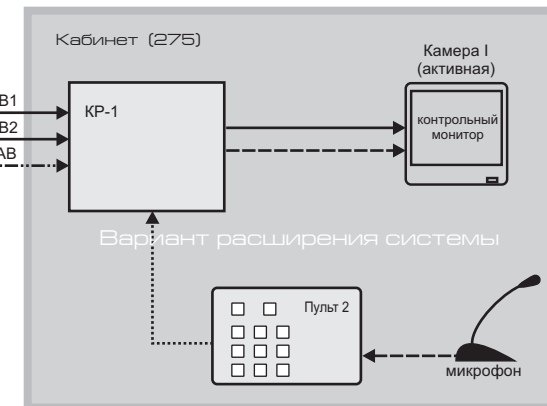 Кабинет (275)
Камера I
(активная)
В1
КР-1
контрольный
монитор
В2
АВ
Вариант расширения системы
Пульт 2
микрофон